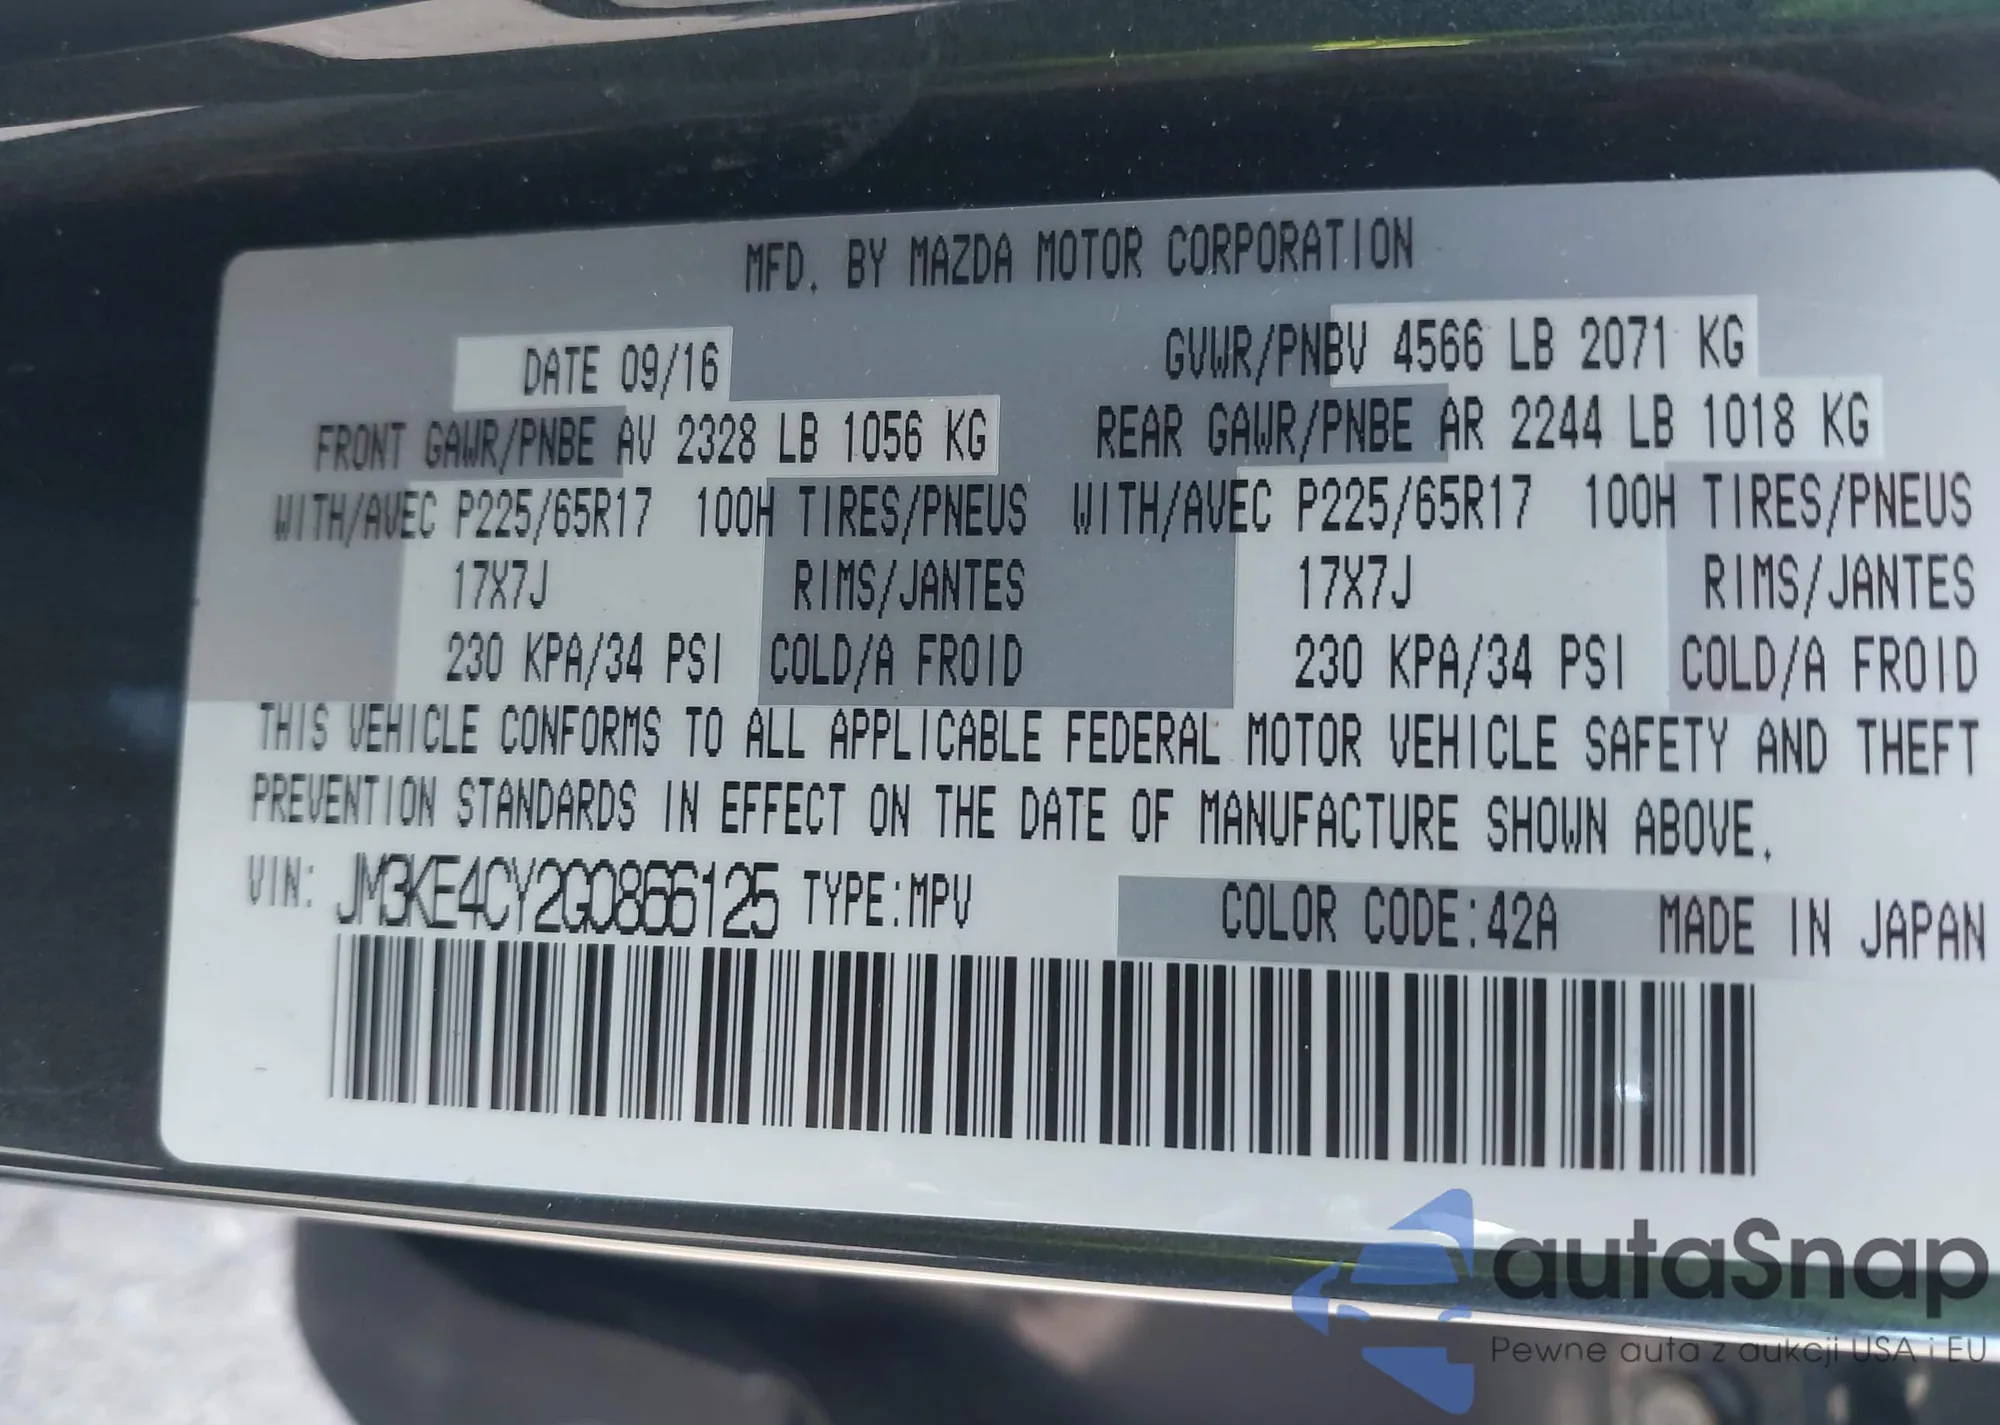 MFD. BY MAZDA MOTOR CORPORATION
DATE 09/16 GVWR/PNBV 4566 LB 2071 KG
FRONT GAWR/PNBE AV 2328 LB 1056 KG REAR GAWR/PNBE AR 2244 LB 1018 KG
WITH/AVEC P225/65R17 100H TIRES/PNEUS WITH/AVEC P225/65R17 100H TIRES/PNEUS
17X7J RIMS/JANTES 17X7J RIMS/JANTES
230 KPA/34 PSI COLD/A FROID 230 KPA/34 PSI COLD/A FROID
THIS VEHICLE CONFORMS TO ALL APPLICABLE FEDERAL MOTOR VEHICLE SAFETY AND THEFT
PREVENTION STANDARDS IN EFFECT ON THE DATE OF MANUFACTURE SHOWN ABOVE.
VIN: JM3KE4CY2G0866125 TYPE:MPV COLOR CODE:42A MADE IN JAPAN
autaSnap
Pewne auta z aukcji USA i EU